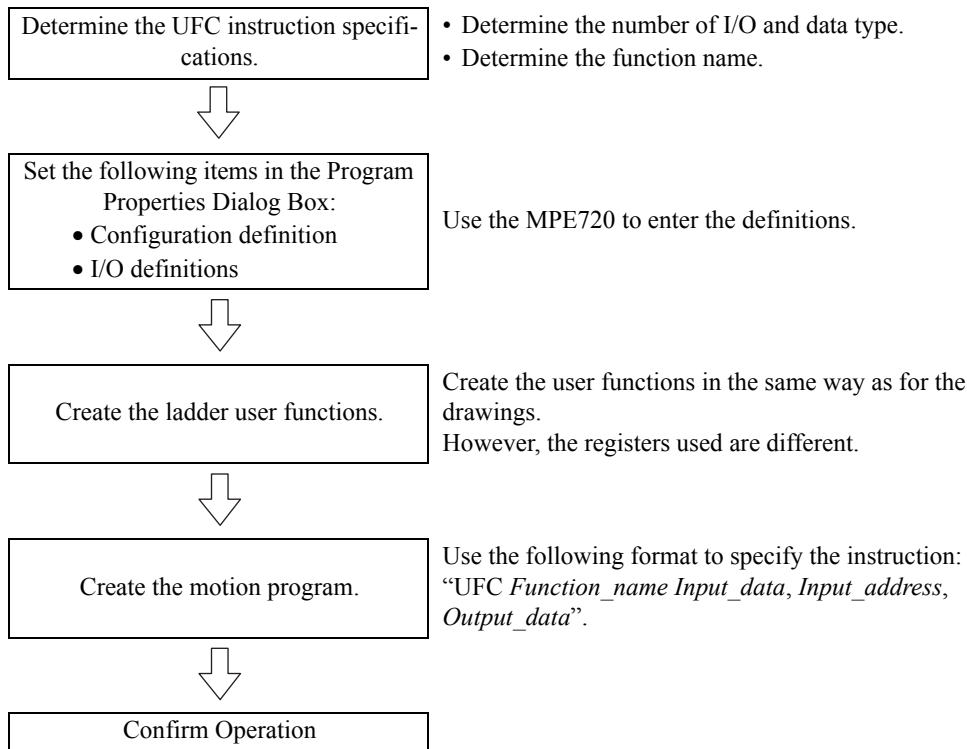 Determine the UFC instruction specifi-
cations.
• Determine the number of I/O and data type.
• Determine the function name.
Set the following items in the Program
Properties Dialog Box:
• Configuration definition
• I/O definitions
Use the MPE720 to enter the definitions.
Create the ladder user functions.
Create the user functions in the same way as for the
drawings.
However, the registers used are different.
Create the motion program.
Use the following format to specify the instruction:
“UFC Function_name Input_data, Input_address,
Output_data”.
Confirm Operation